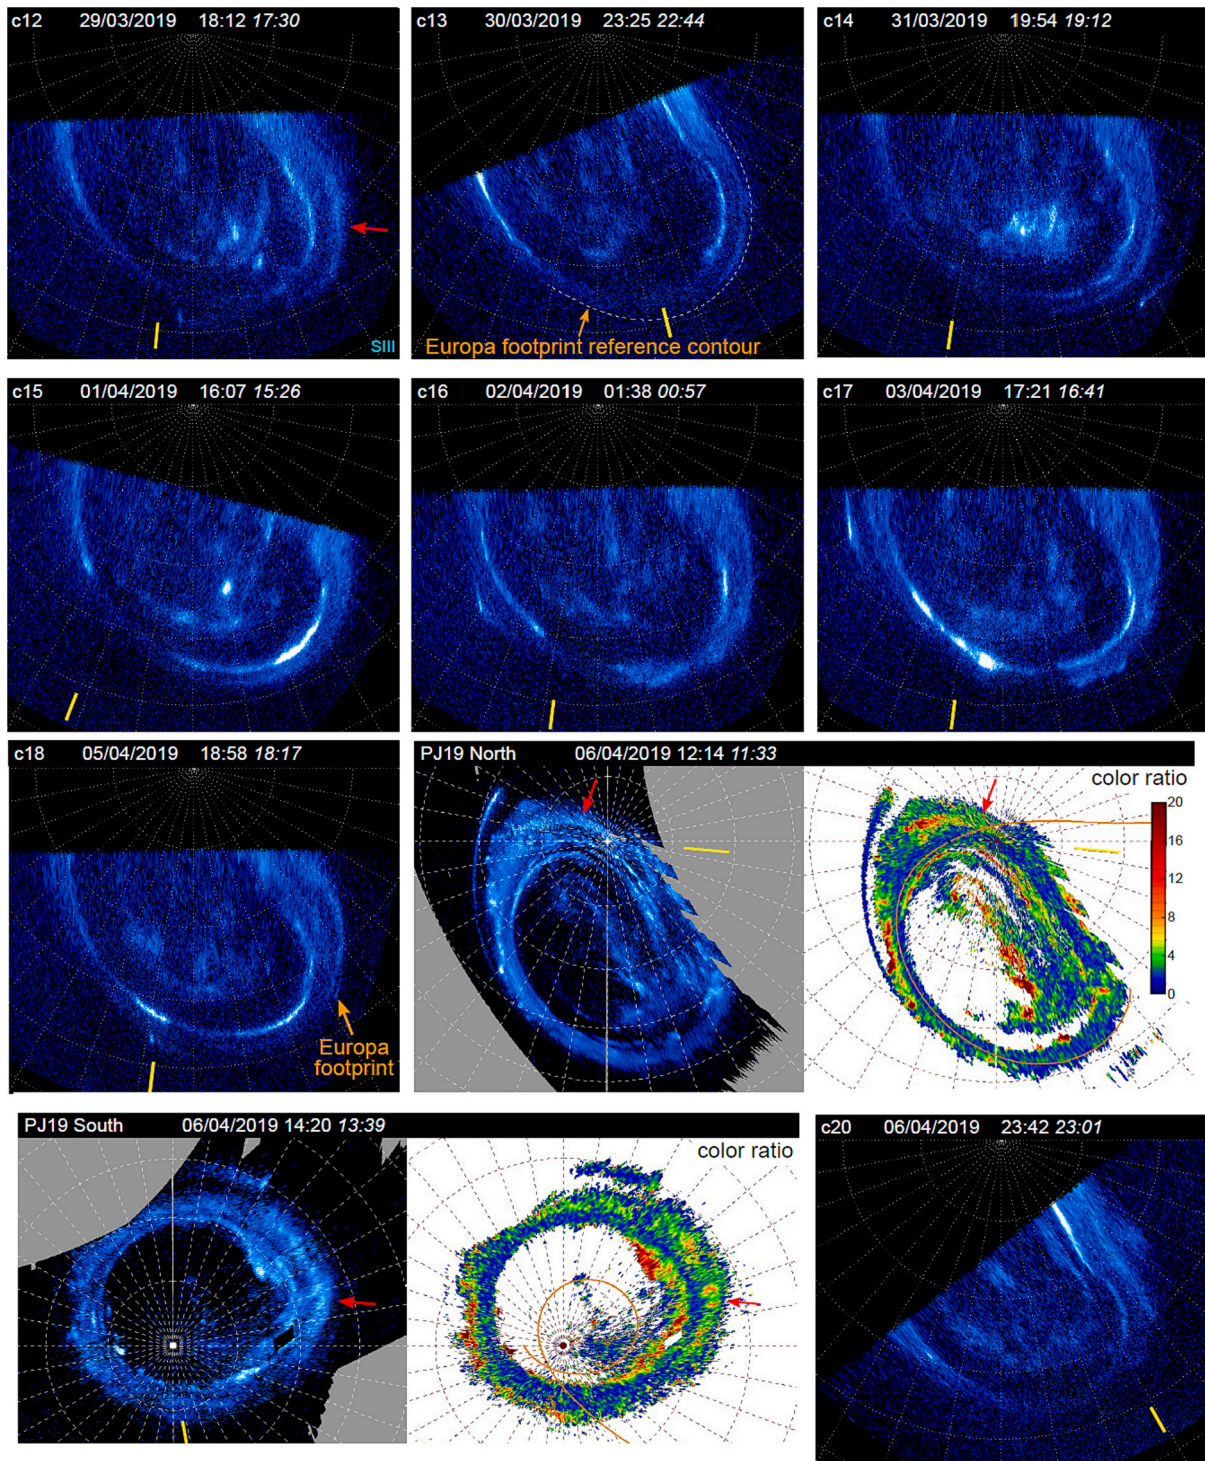 c12 29/03/2019 18:12 17:30
c13 30/03/2019 23:25 22:44
c14 31/03/2019 19:54 19:12
SIII
Europa footprint reference contour
c15 01/04/2019 16:07 15:26
c16 02/04/2019 01:38 00:57
c17 03/04/2019 17:21 16:41
c18 05/04/2019 18:58 18:17
PJ19 North 06/04/2019 12:14 11:33
color ratio
20
16
12
8
4
0
Europa
footprint
PJ19 South 06/04/2019 14:20 13:39
color ratio
c20 06/04/2019 23:42 23:01